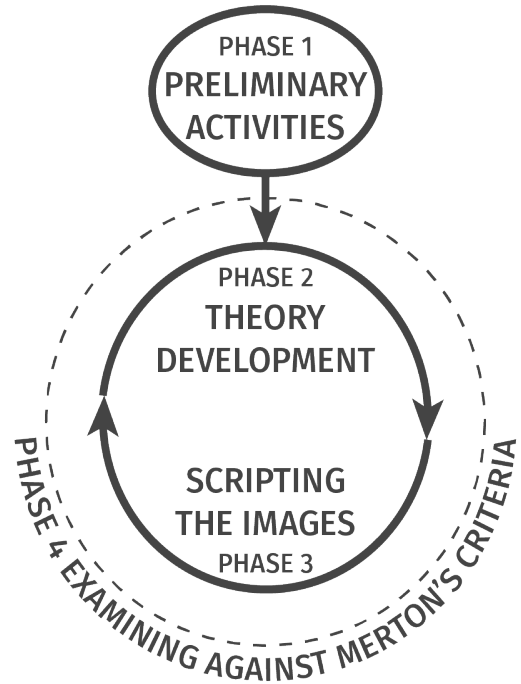 PHASE 1
PRELIMINARY
ACTIVITIES
PHASE 2
THEORY
DEVELOPMENT
SCRIPTING
THE IMAGES
PHASE 3
PHASE 4 EXAMINING AGAINST MERTON'S CRITERIA